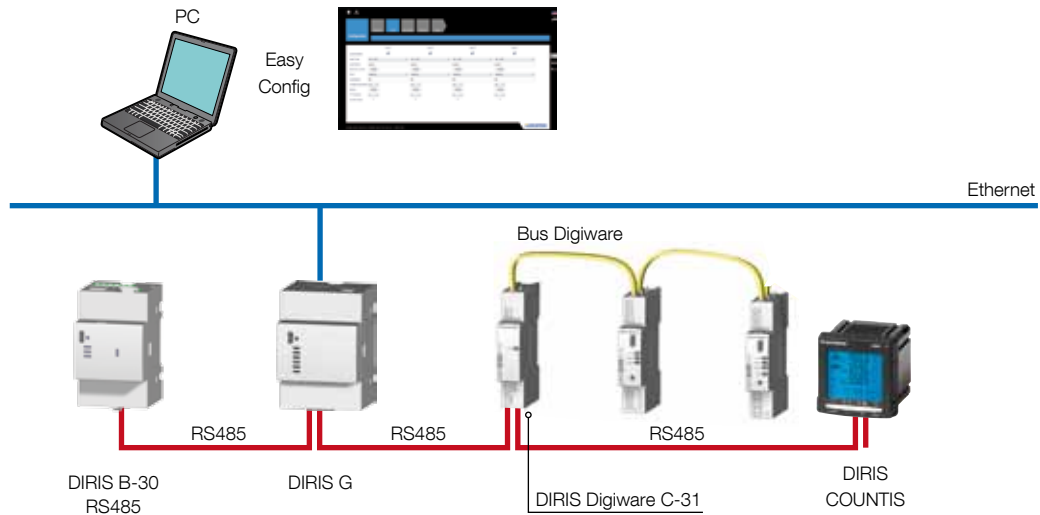 PC
Easy
Config
Ethernet
Bus Digiware
RS485
RS485
RS485
DIRIS B-30
RS485
DIRIS G
DIRIS Digiware C-31
DIRIS
COUNTIS